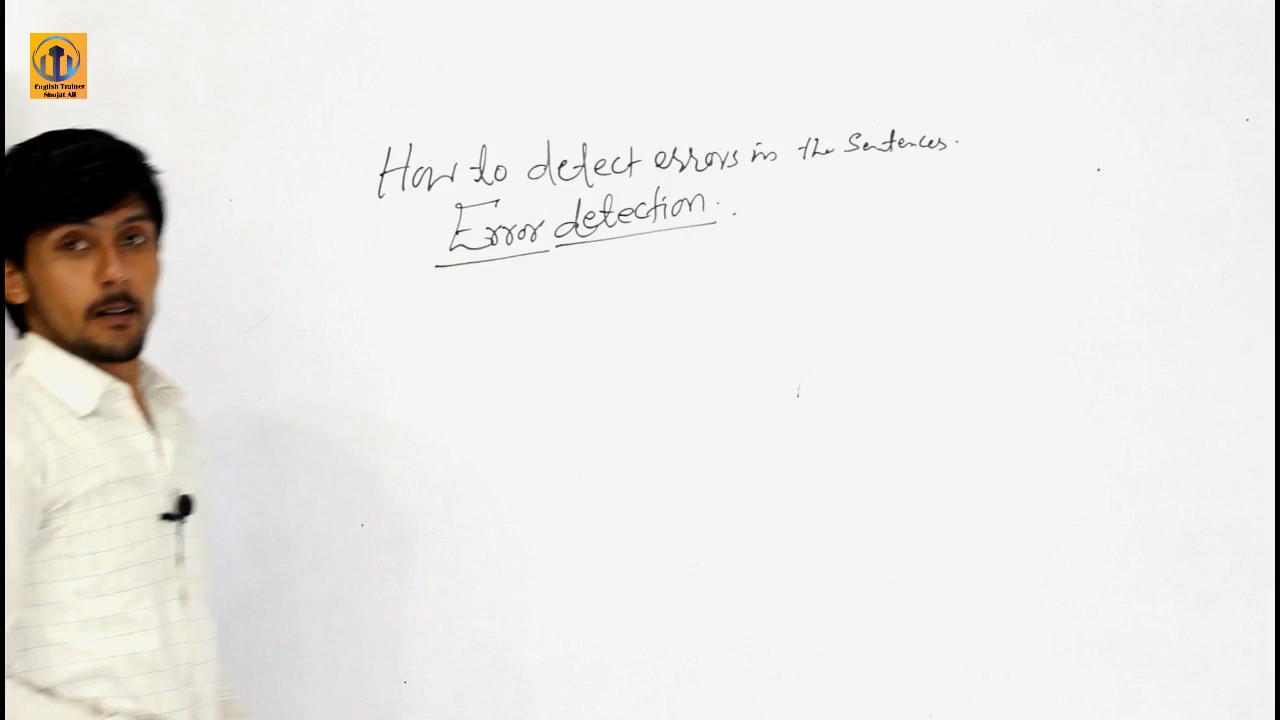 English Trainer
Shujat Ali
How to detect errors in the Sentences.
Error detection.